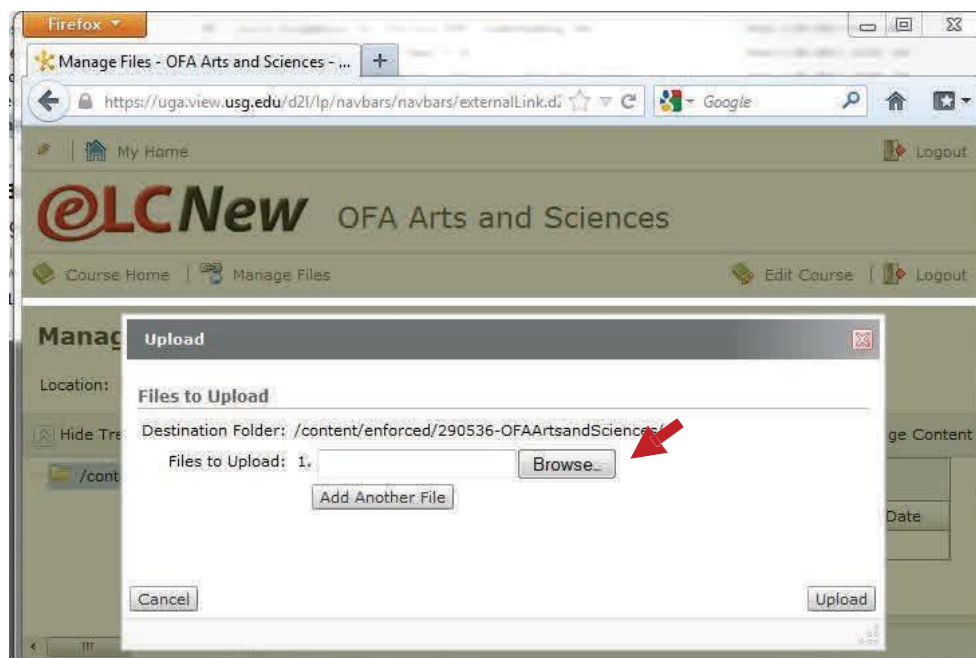 Firefox
Manage Files - OFA Arts and Sciences - ...
https://uga.view.usg.edu/d2l/lp/navbars/navbars/externalLink.d2
Google
My Home
Logout
eLC New OFA Arts and Sciences
Course Home | Manage Files
Edit Course | Logout
Manag
Upload
Location:
Files to Upload
Hide Tre
Destination Folder: /content/enforced/290536-OFAArtsandSciences/
ge Content
Files to Upload: 1.
Browse...
/cont
Add Another File
Date
Cancel
Upload